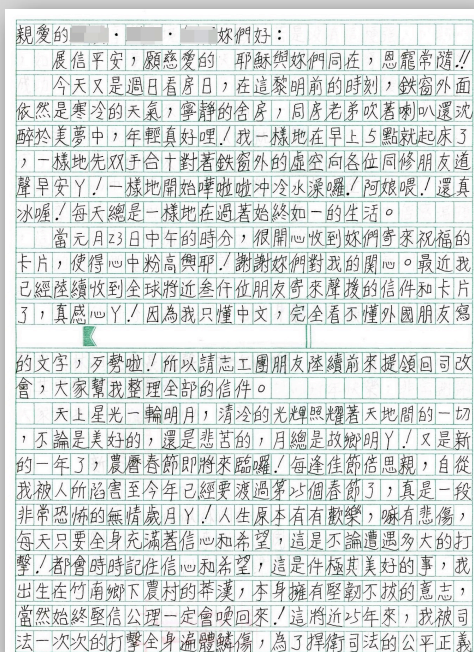 親愛的 · · 妳們好：
展信平安，願慈愛的 耶穌與妳們同在，恩寵常隨!!
今天又是週日看房日，在這黎明前的時刻，鉄窗外面
依然是寒冷的天氣，寧靜的舍房，同房老弟吹著喇叭還沉
醉於美夢中，年輕真好哩！我一樣地在早上5點就起床了
，一樣地先双手合十對著鉄窗外的虛空向各位同修朋友道
聲早安ㄚ！一樣地開始嘩啦啦冲冷水澡囉！阿娘喂！還真
冰喔！每天總是一樣地在過著始終如一的生活。
當元月23日中午的時分，很開心收到妳們寄來祝福的
卡片，使得心中粉高興耶！謝謝妳們對我的関心。最近我
已經陸續收到全球將近叁仟位朋友寄來聲援的信件和卡片
了，真感心ㄚ！因為我只懂中文，完全看不懂外國朋友寫
的文字，歹勢啦！所以請志工團朋友陸續前來提領回司改
會，大家幫我整理全部的信件。
天上星光一輪明月，清冷的光輝照耀著天地間的一切
，不論是美好的，還是悲苦的，月總是故鄉明ㄚ！又是新
的一年了，農曆春節即將來臨囉！每逢佳節倍思親，自從
我被人所陷害至今年已經要渡過第25個春節了，真是一段
非常恐怖的無情歲月ㄚ！人生原本有有歡樂，嘛有悲傷，
每天只要全身充滿著信心和希望，這是不論遭遇多大的打
擊！都會時時記住信心和希望，這是件極其美好的事，我
出生在竹南鄉下農村的莽漢，本身擁有堅韌不拔的意志，
當然始終堅信公理一定會喚回來！這將近25年來，我被司
法一次次的打擊全身遍體鱗傷，為了捍衛司法的公平正義